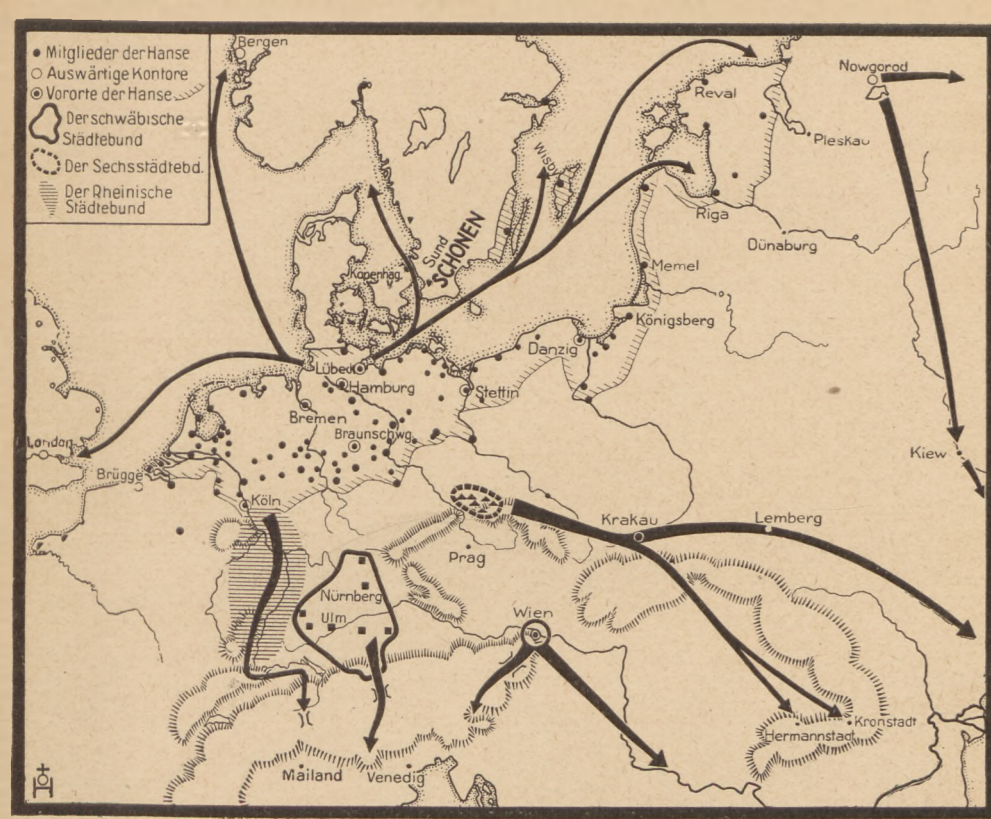 Mitglieder der Hanse
Auswärtige Kontore
Vororte der Hanse
Der schwäbische
Städtebund
Der Sechsstädtebd.
Der Rheinische
Städtebund
Bergen
Nowgorod
Reval
Pleskau
Wisby
Riga
Dünaburg
Sund
SCHONEN
Kopenhag.
Memel
Königsberg
Danzig
Lübeck
Hamburg
Stettin
Bremen
Braunschwg.
London
Brügge
Köln
Kiew
Krakau
Lemberg
Prag
Nürnberg
Ulm
Wien
Kronstadt
Hermannstadt
Mailand
Venedig
H